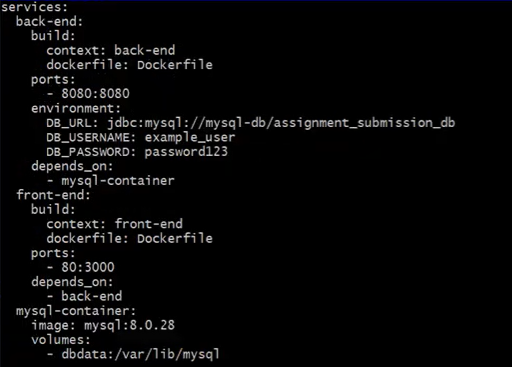 services:
  back-end:
    build:
      context: back-end
      dockerfile: Dockerfile
    ports:
      - 8080:8080
    environment:
      DB_URL: jdbc:mysql://mysql-db/assignment_submission_db
      DB_USERNAME: example_user
      DB_PASSWORD: password123
    depends_on:
      - mysql-container
  front-end:
    build:
      context: front-end
      dockerfile: Dockerfile
    ports:
      - 80:3000
    depends_on:
      - back-end
  mysql-container:
    image: mysql:8.0.28
    volumes:
      - dbdata:/var/lib/mysql